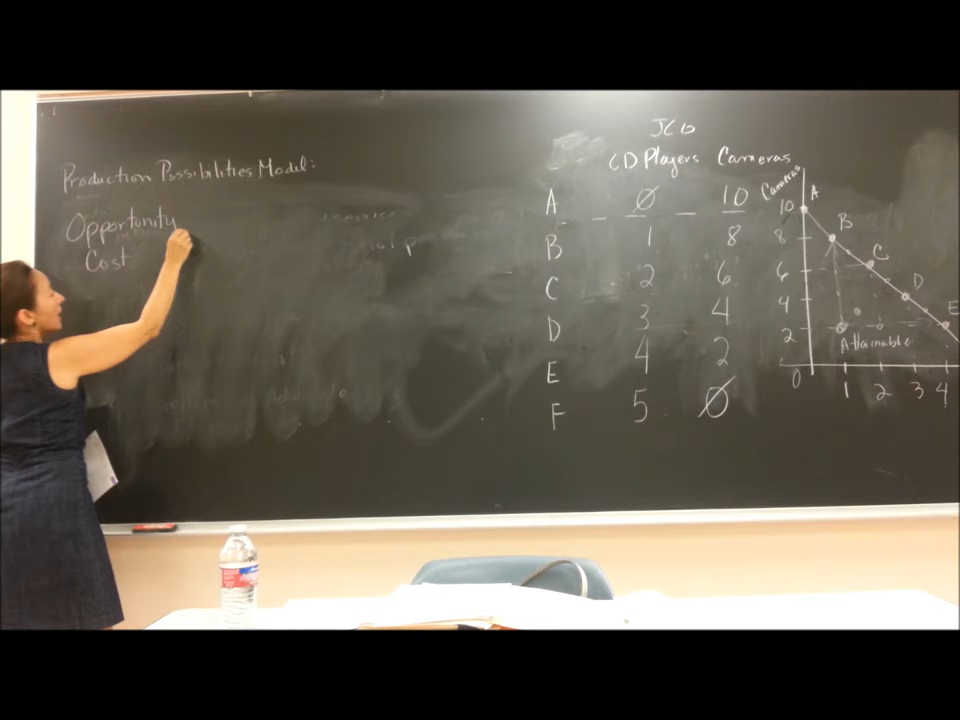 Production Possibilities Model:
Opportunity
Cost
CD Players Cameras
A Ø 10
B 1 8
C 2 6
D 3 4
E 4 2
F 5 Ø
Cameras
10 A
8 B
6 C
4 D
2 E
Attainable
0 1 2 3 4